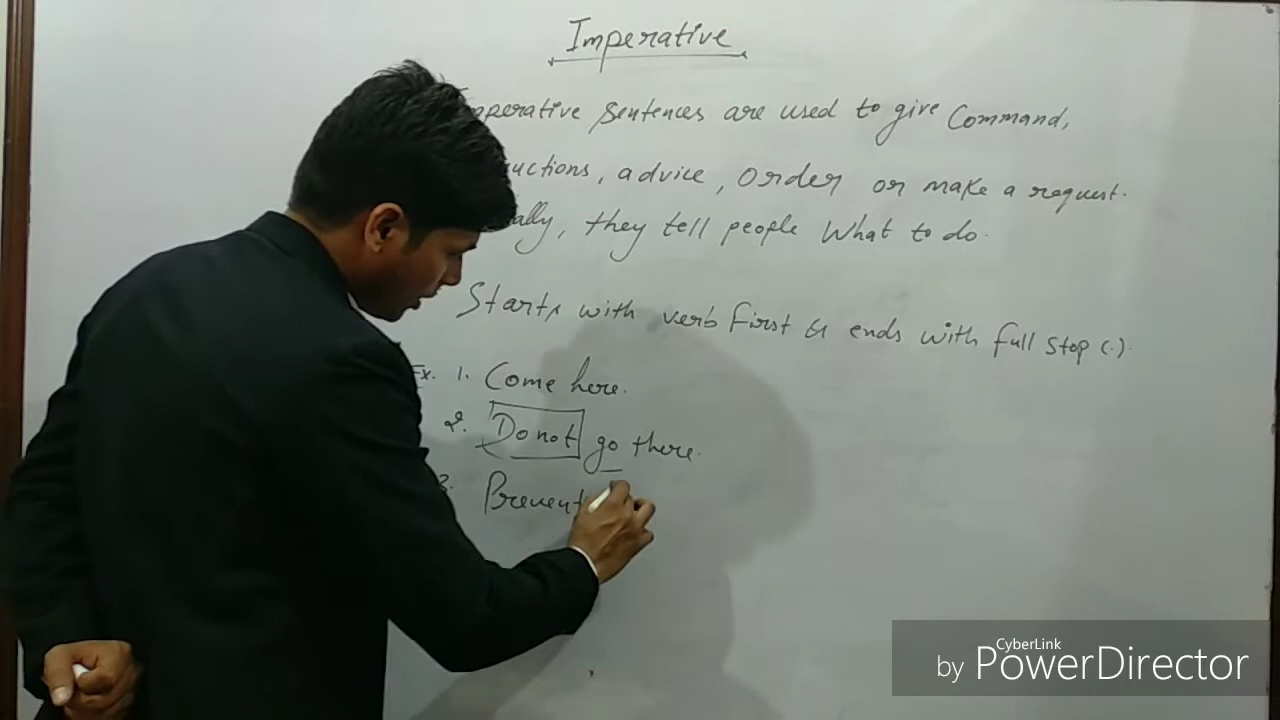 Imperative
Imperative Sentences are used to give Command,
uctions, advice, Order or make a request.
ally, they tell people What to do.
Starts with verb First & ends with full stop (.).
Ex. 1. Come here.
2. Do not go there.
3. Prevent
CyberLink
by PowerDirector